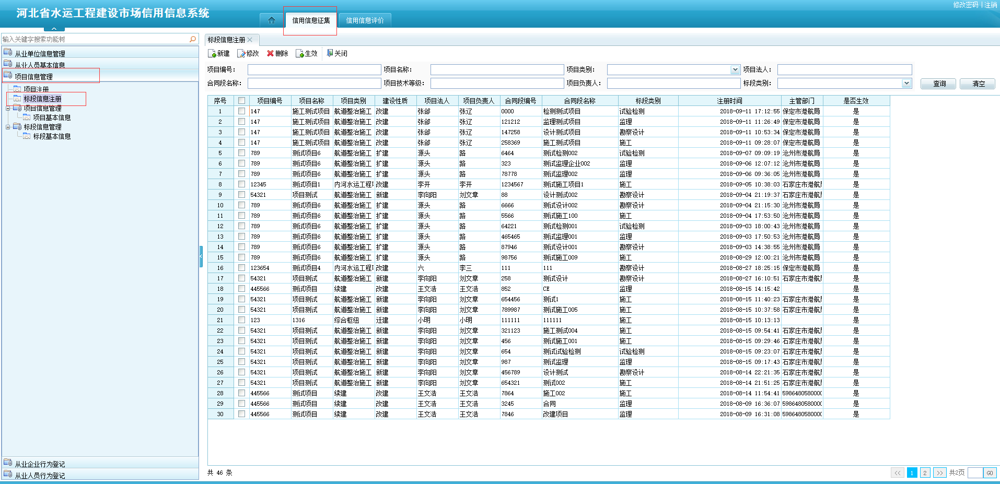 修改密码 | 注销
河北省水运工程建设市场信用信息系统
信用信息征集 信用信息评价
输入关键字搜索功能树
从业单位信息管理
从业人员基本信息
项目信息管理
项目注册
标段信息注册
项目信息管理
项目基本信息
标段信息管理
标段基本信息
从业企业行为登记
从业人员行为登记
标段信息注册
新建 修改 删除 生效 关闭
项目编号: 项目名称: 项目类别: 项目法人:
合同段名称: 项目技术等级: 项目负责人: 标段类别: 查询 清空
序号 项目编号 项目名称 项目类别 建设性质 项目法人 项目负责人 合同段编号 合同段名称 标段类别 注册时间 主管部门 是否生效
1 147 施工测试项目 航道整治施工 改建 张郃 张辽 0000 检测测试项目 试验检测 2018-09-11 17:12:55 保定市港航局 是
2 147 施工测试项目 航道整治施工 改建 张郃 张辽 121212 监理测试项目 监理 2018-09-11 11:26:49 保定市港航局 是
3 147 施工测试项目 航道整治施工 改建 张郃 张辽 147258 设计测试项目 勘察设计 2018-09-11 10:53:34 保定市港航局 是
4 147 施工测试项目 航道整治施工 改建 张郃 张辽 258369 施工测试项目 施工 2018-09-11 09:28:07 保定市港航局 是
5 789 测试项目6 航道整治施工 扩建 源头 路 6464 测试检测002 试验检测 2018-09-07 09:09:19 沧州市港航局 是
6 789 测试项目6 航道整治施工 扩建 源头 路 323 测试监理企业002 监理 2018-09-06 12:07:12 沧州市港航局 是
7 789 测试项目6 航道整治施工 扩建 源头 路 78778 测试监理002 监理 2018-09-06 09:36:05 沧州市港航局 是
8 12345 测试项目1 内河水运工程 改建 李开 李开 1234567 测试施工项目1 施工 2018-09-05 10:38:03 石家庄市港航 是
9 54321 项目测试 航道整治施工 新建 李向阳 刘文章 88 设计测试002 勘察设计 2018-09-04 21:19:37 石家庄市港航 是
10 789 测试项目6 航道整治施工 扩建 源头 路 6666 测试设计002 勘察设计 2018-09-04 21:15:30 沧州市港航局 是
11 789 测试项目6 航道整治施工 扩建 源头 路 5566 测试施工100 施工 2018-09-04 17:53:50 沧州市港航局 是
12 789 测试项目6 航道整治施工 扩建 源头 路 64221 测试检测001 试验检测 2018-09-03 18:00:43 沧州市港航局 是
13 789 测试项目6 航道整治施工 扩建 源头 路 465465 测试监理001 监理 2018-09-03 17:50:53 沧州市港航局 是
14 789 测试项目6 航道整治施工 扩建 源头 路 87946 测试设计001 勘察设计 2018-09-03 14:38:55 沧州市港航局 是
15 789 测试项目6 航道整治施工 扩建 源头 路 98756 测试施工009 施工 2018-08-29 12:00:21 沧州市港航局 是
16 123654 测试项目4 内河水运工程 改建 六 李三 111 111 勘察设计 2018-08-27 18:25:15 保定市港航局 是
17 54321 项目测试 航道整治施工 新建 李向阳 刘文章 258 测试设计 勘察设计 2018-08-27 16:10:51 石家庄市港航 是
18 445566 测试项目 续建 改建 王文浩 王文浩 852 CE 监理 2018-08-15 14:15:42 是
19 54321 项目测试 航道整治施工 新建 李向阳 刘文章 654456 测试1 施工 2018-08-15 11:40:23 石家庄市港航 是
20 54321 项目测试 航道整治施工 新建 李向阳 刘文章 789987 测试施工005 施工 2018-08-15 10:37:58 石家庄市港航 是
21 123 1316 综合枢纽 迁建 小明 小明 111111 111111 施工 2018-08-15 10:13:13 是
22 54321 项目测试 航道整治施工 新建 李向阳 刘文章 321123 施工测试004 施工 2018-08-15 09:54:41 石家庄市港航 是
23 54321 项目测试 航道整治施工 新建 李向阳 刘文章 456 测试施工001 施工 2018-08-15 09:29:46 石家庄市港航 是
24 54321 项目测试 航道整治施工 新建 李向阳 刘文章 654 测试试验检测 试验检测 2018-08-15 09:23:07 石家庄市港航 是
25 54321 项目测试 航道整治施工 新建 李向阳 刘文章 987 测试监理 监理 2018-08-15 09:17:43 石家庄市港航 是
26 54321 项目测试 航道整治施工 新建 李向阳 刘文章 456789 设计测试 勘察设计 2018-08-14 22:21:35 石家庄市港航 是
27 54321 项目测试 航道整治施工 新建 李向阳 刘文章 654321 测试002 施工 2018-08-14 21:51:25 石家庄市港航 是
28 445566 测试项目 续建 改建 王文浩 王文浩 7864 施工002 施工 2018-08-14 11:54:41 5986480580000 是
29 445566 测试项目 续建 改建 王文浩 王文浩 3245 合同 监理 2018-08-09 16:36:07 5986480580000 是
30 445566 测试项目 续建 改建 王文浩 王文浩 7846 改建项目 监理 2018-08-09 16:31:08 5986480580000 是
共 46 条 << 1 2 >> 共2页 GO